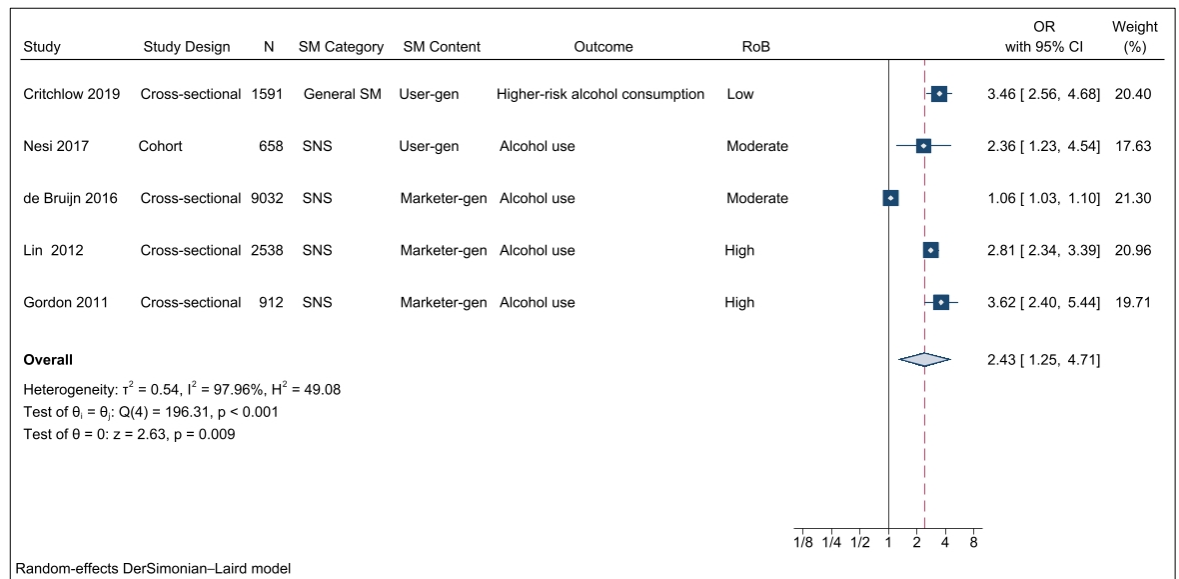 Study Study Design N SM Category SM Content Outcome RoB OR with 95% CI Weight (%)
Critchlow 2019 Cross-sectional 1591 General SM User-gen Higher-risk alcohol consumption Low 3.46 [ 2.56, 4.68] 20.40
Nesi 2017 Cohort 658 SNS User-gen Alcohol use Moderate 2.36 [ 1.23, 4.54] 17.63
de Bruijn 2016 Cross-sectional 9032 SNS Marketer-gen Alcohol use Moderate 1.06 [ 1.03, 1.10] 21.30
Lin 2012 Cross-sectional 2538 SNS Marketer-gen Alcohol use High 2.81 [ 2.34, 3.39] 20.96
Gordon 2011 Cross-sectional 912 SNS Marketer-gen Alcohol use High 3.62 [ 2.40, 5.44] 19.71
Overall 2.43 [ 1.25, 4.71]
Heterogeneity: τ² = 0.54, I² = 97.96%, H² = 49.08
Test of θᵢ = θⱼ: Q(4) = 196.31, p < 0.001
Test of θ = 0: z = 2.63, p = 0.009
1/8 1/4 1/2 1 2 4 8
Random-effects DerSimonian–Laird model